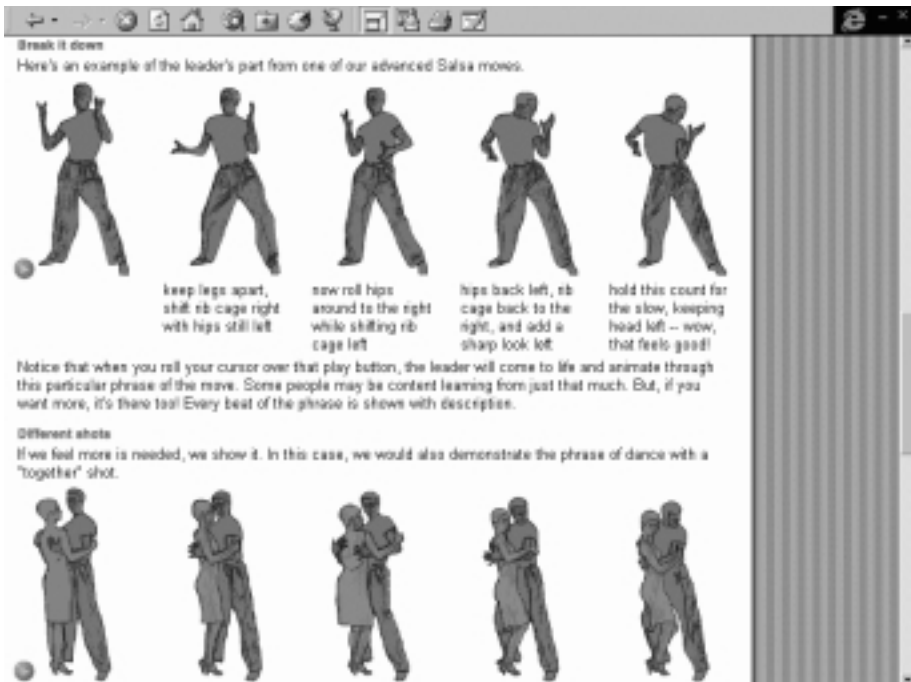 Break it down
Here's an example of the leader's part from one of our advanced Salsa moves.
keep legs apart,
shift rib cage right
with hips still left
now roll hips
around to the right
while shifting rib
cage left
hips back left, rib
cage back to the
right, and add a
sharp look left
hold this count for
the slow, keeping
head left -- wow,
that feels good!
Notice that when you roll your cursor over that play button, the leader will come to life and animate through
this particular phrase of the move. Some people may be content learning from just that much. But, if you
want more, it's there too! Every beat of the phrase is shown with description.
Different shots
If we feel more is needed, we show it. In this case, we would also demonstrate the phrase of dance with a
"together" shot.